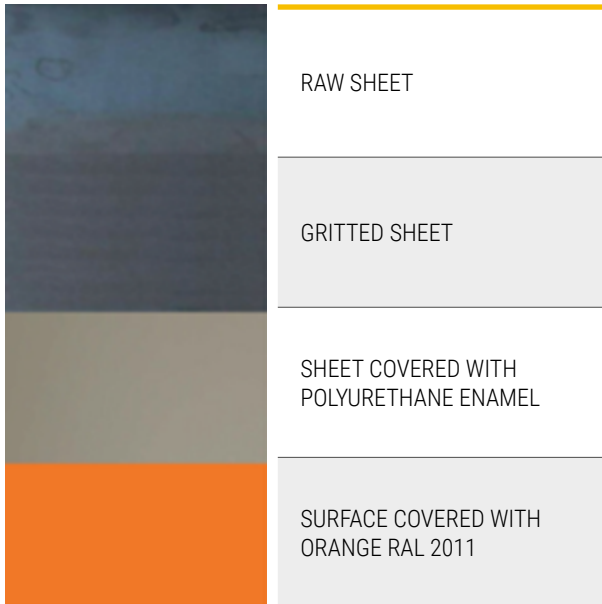 RAW SHEET
GRITTED SHEET
SHEET COVERED WITH
POLYURETHANE ENAMEL
SURFACE COVERED WITH
ORANGE RAL 2011